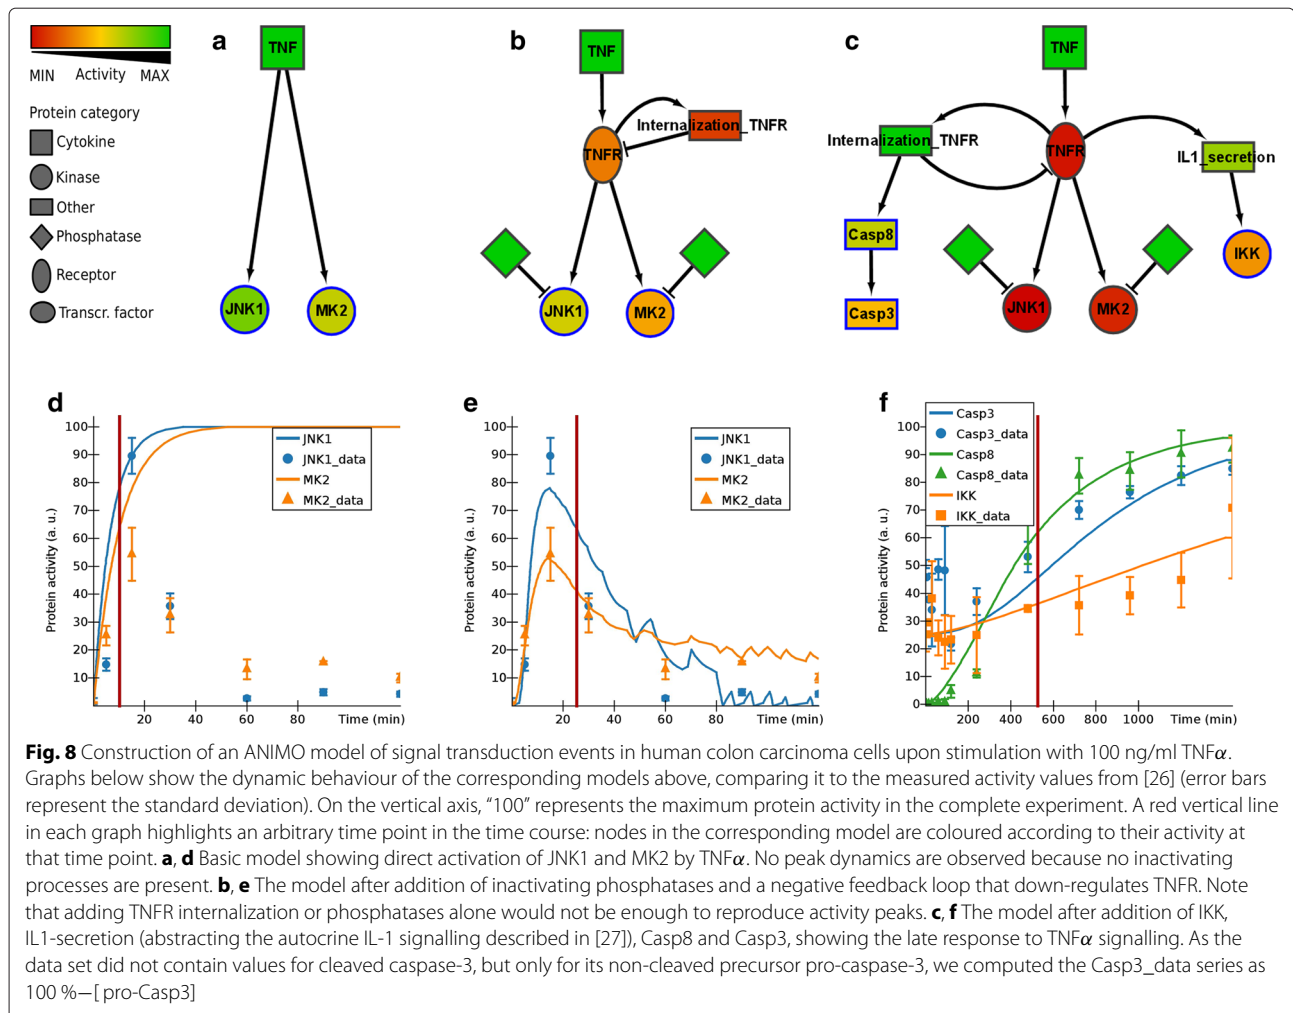 a
b
c
MIN Activity MAX
Protein category
Cytokine
Kinase
Other
Phosphatase
Receptor
Transcr. factor
TNF
JNK1
MK2
TNF
Internalization_TNFR
TNFR
JNK1
MK2
TNF
Internalization_TNFR
TNFR
IL1_secretion
Casp8
IKK
Casp3
JNK1
MK2
d
Protein activity (a. u.)
100
90
80
70
60
50
40
30
20
10
20 40 60 80 Time (min)
JNK1
JNK1_data
MK2
MK2_data
e
Protein activity (a. u.)
100
90
80
70
60
50
40
30
20
10
20 40 60 80 Time (min)
JNK1
JNK1_data
MK2
MK2_data
f
Protein activity (a. u.)
100
90
80
70
60
50
40
30
20
10
0
200 400 600 800 1000 Time (min)
Casp3
Casp3_data
Casp8
Casp8_data
IKK
IKK_data
Fig. 8 Construction of an ANIMO model of signal transduction events in human colon carcinoma cells upon stimulation with 100 ng/ml TNFα.
Graphs below show the dynamic behaviour of the corresponding models above, comparing it to the measured activity values from [26] (error bars
represent the standard deviation). On the vertical axis, “100” represents the maximum protein activity in the complete experiment. A red vertical line
in each graph highlights an arbitrary time point in the time course: nodes in the corresponding model are coloured according to their activity at
that time point. a, d Basic model showing direct activation of JNK1 and MK2 by TNFα. No peak dynamics are observed because no inactivating
processes are present. b, e The model after addition of inactivating phosphatases and a negative feedback loop that down-regulates TNFR. Note
that adding TNFR internalization or phosphatases alone would not be enough to reproduce activity peaks. c, f The model after addition of IKK,
IL1-secretion (abstracting the autocrine IL-1 signalling described in [27]), Casp8 and Casp3, showing the late response to TNFα signalling. As the
data set did not contain values for cleaved caspase-3, but only for its non-cleaved precursor pro-caspase-3, we computed the Casp3_data series as
100 %−[ pro-Casp3]